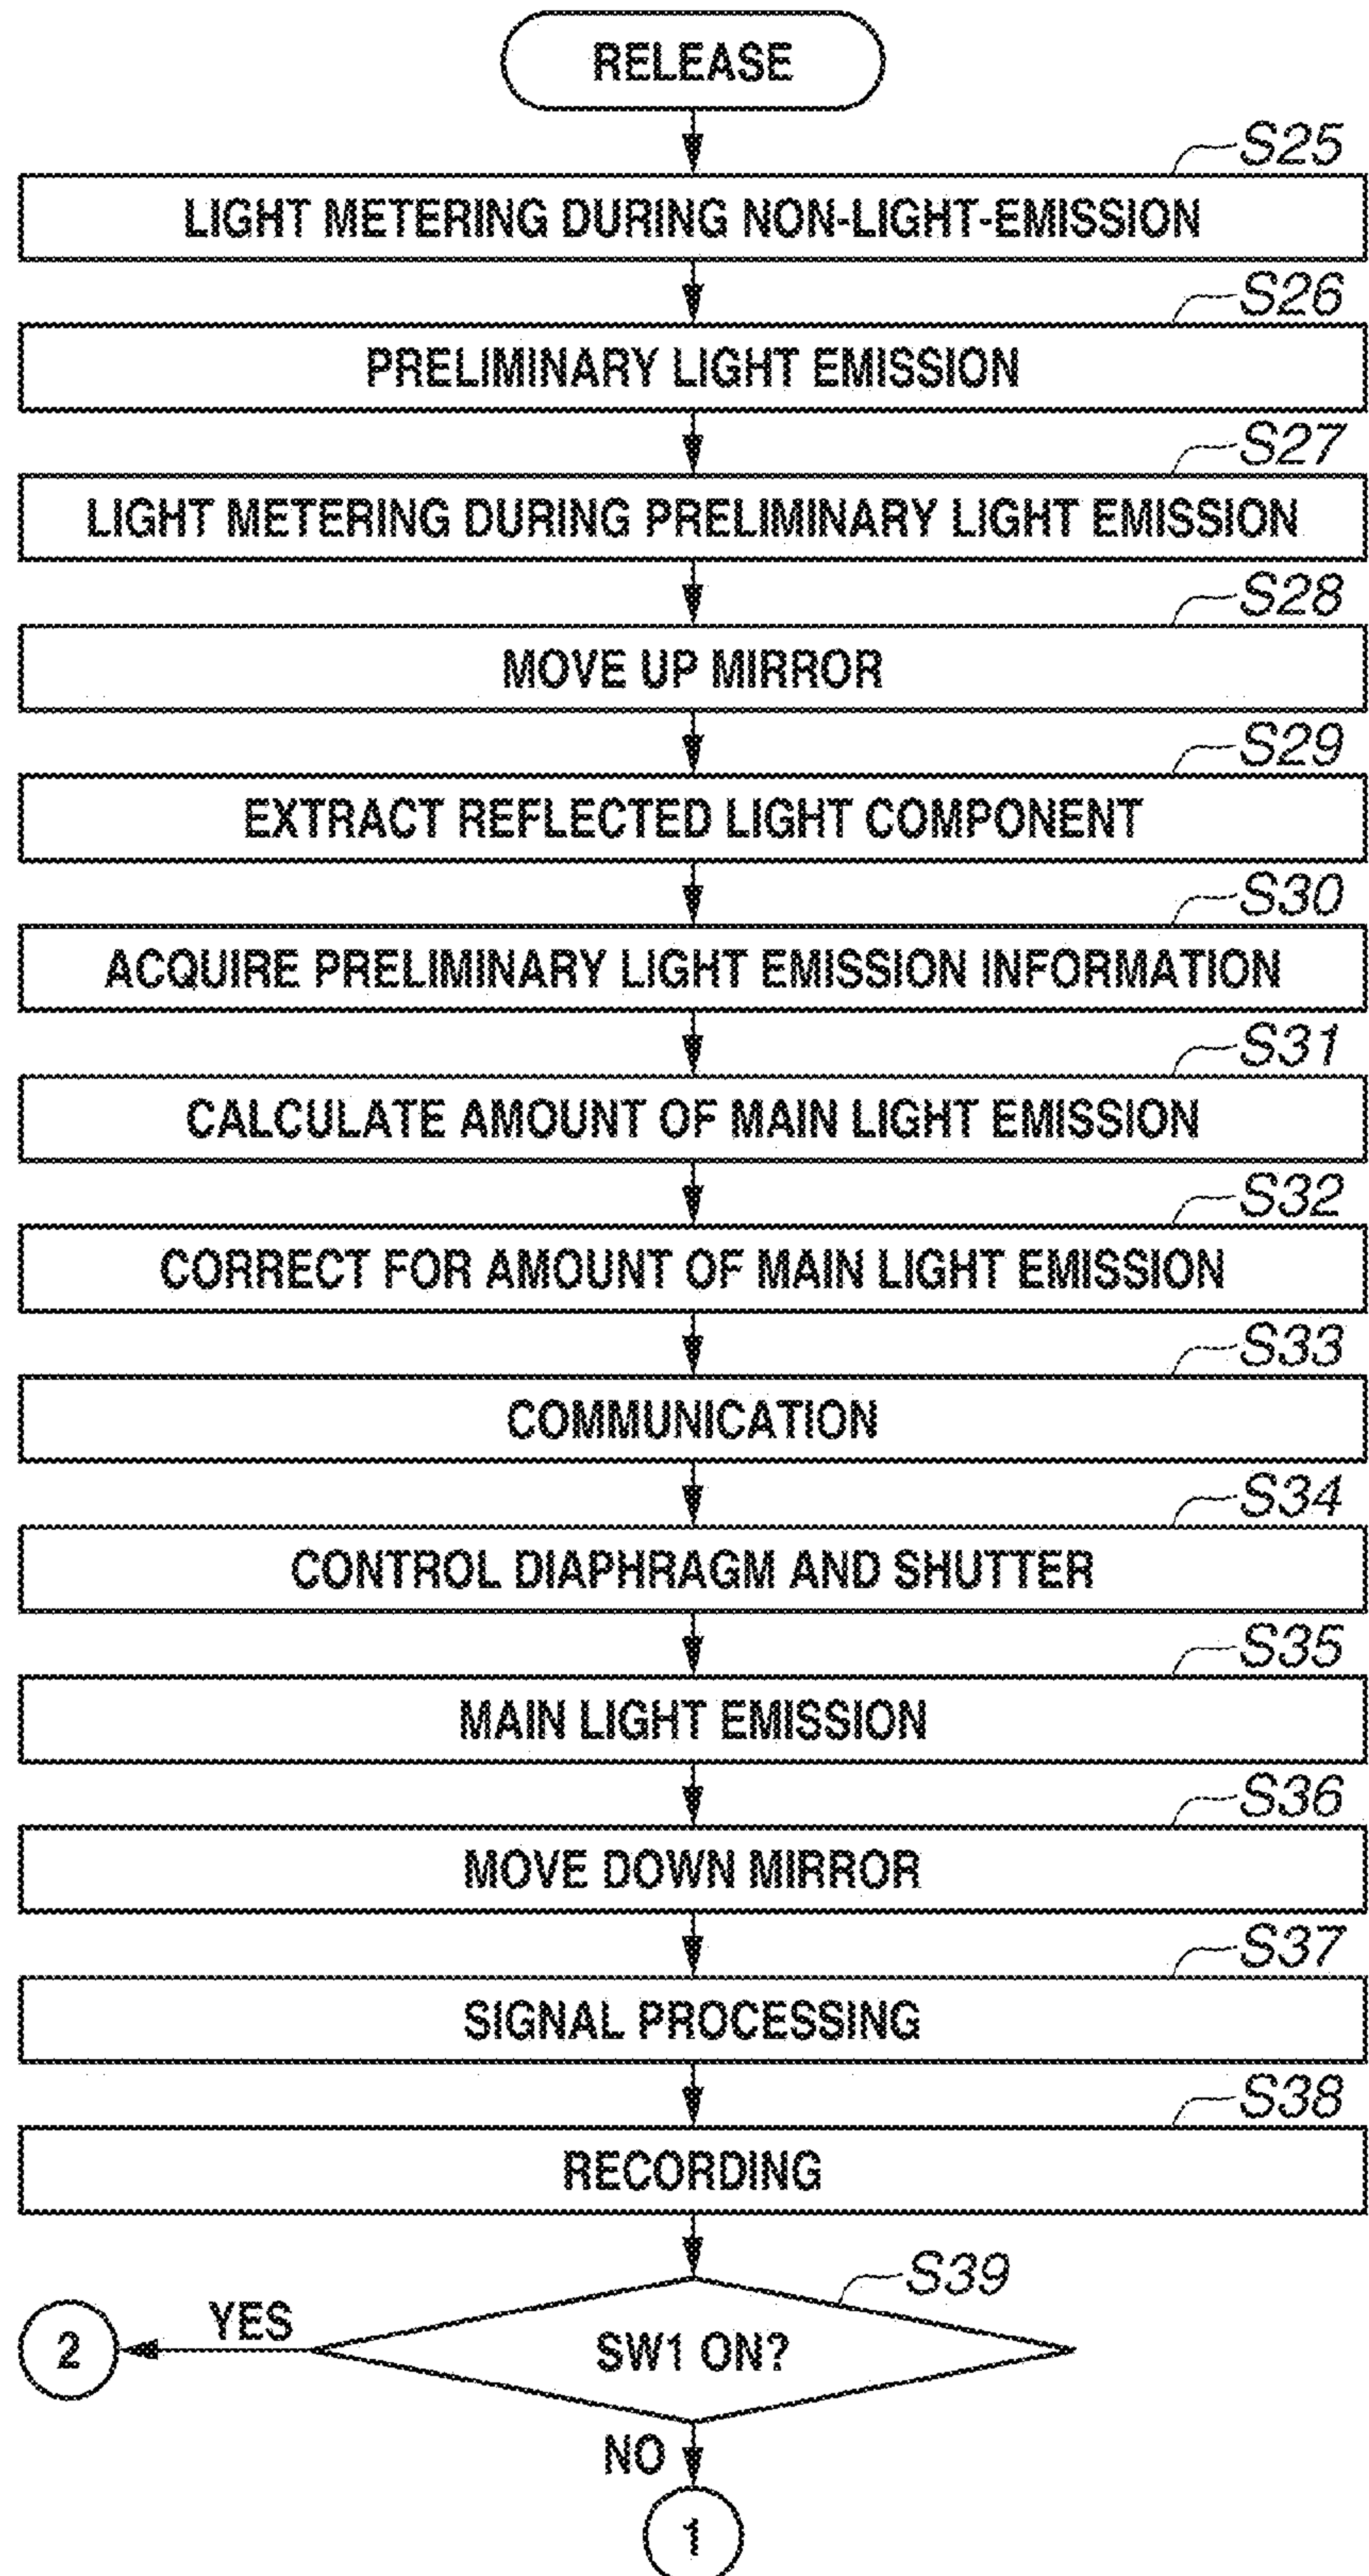 RELEASE
S25
LIGHT METERING DURING NON-LIGHT-EMISSION
S26
PRELIMINARY LIGHT EMISSION
S27
LIGHT METERING DURING PRELIMINARY LIGHT EMISSION
S28
MOVE UP MIRROR
S29
EXTRACT REFLECTED LIGHT COMPONENT
S30
ACQUIRE PRELIMINARY LIGHT EMISSION INFORMATION
S31
CALCULATE AMOUNT OF MAIN LIGHT EMISSION
S32
CORRECT FOR AMOUNT OF MAIN LIGHT EMISSION
S33
COMMUNICATION
S34
CONTROL DIAPHRAGM AND SHUTTER
S35
MAIN LIGHT EMISSION
S36
MOVE DOWN MIRROR
S37
SIGNAL PROCESSING
S38
RECORDING
S39
SW1 ON?
YES
2
NO
1